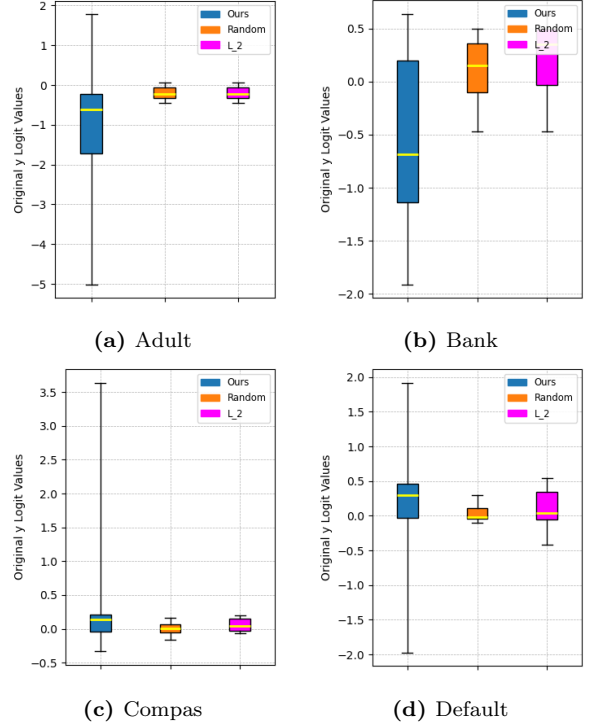 Original y Logit Values
2
1
0
−1
−2
−3
−4
−5
Ours
Random
L_2
(a) Adult
Original y Logit Values
0.5
0.0
−0.5
−1.0
−1.5
−2.0
Ours
Random
L_2
(b) Bank
Original y Logit Values
3.5
3.0
2.5
2.0
1.5
1.0
0.5
0.0
−0.5
Ours
Random
L_2
(c) Compas
Original y Logit Values
2.0
1.5
1.0
0.5
0.0
−0.5
−1.0
−1.5
−2.0
Ours
Random
L_2
(d) Default